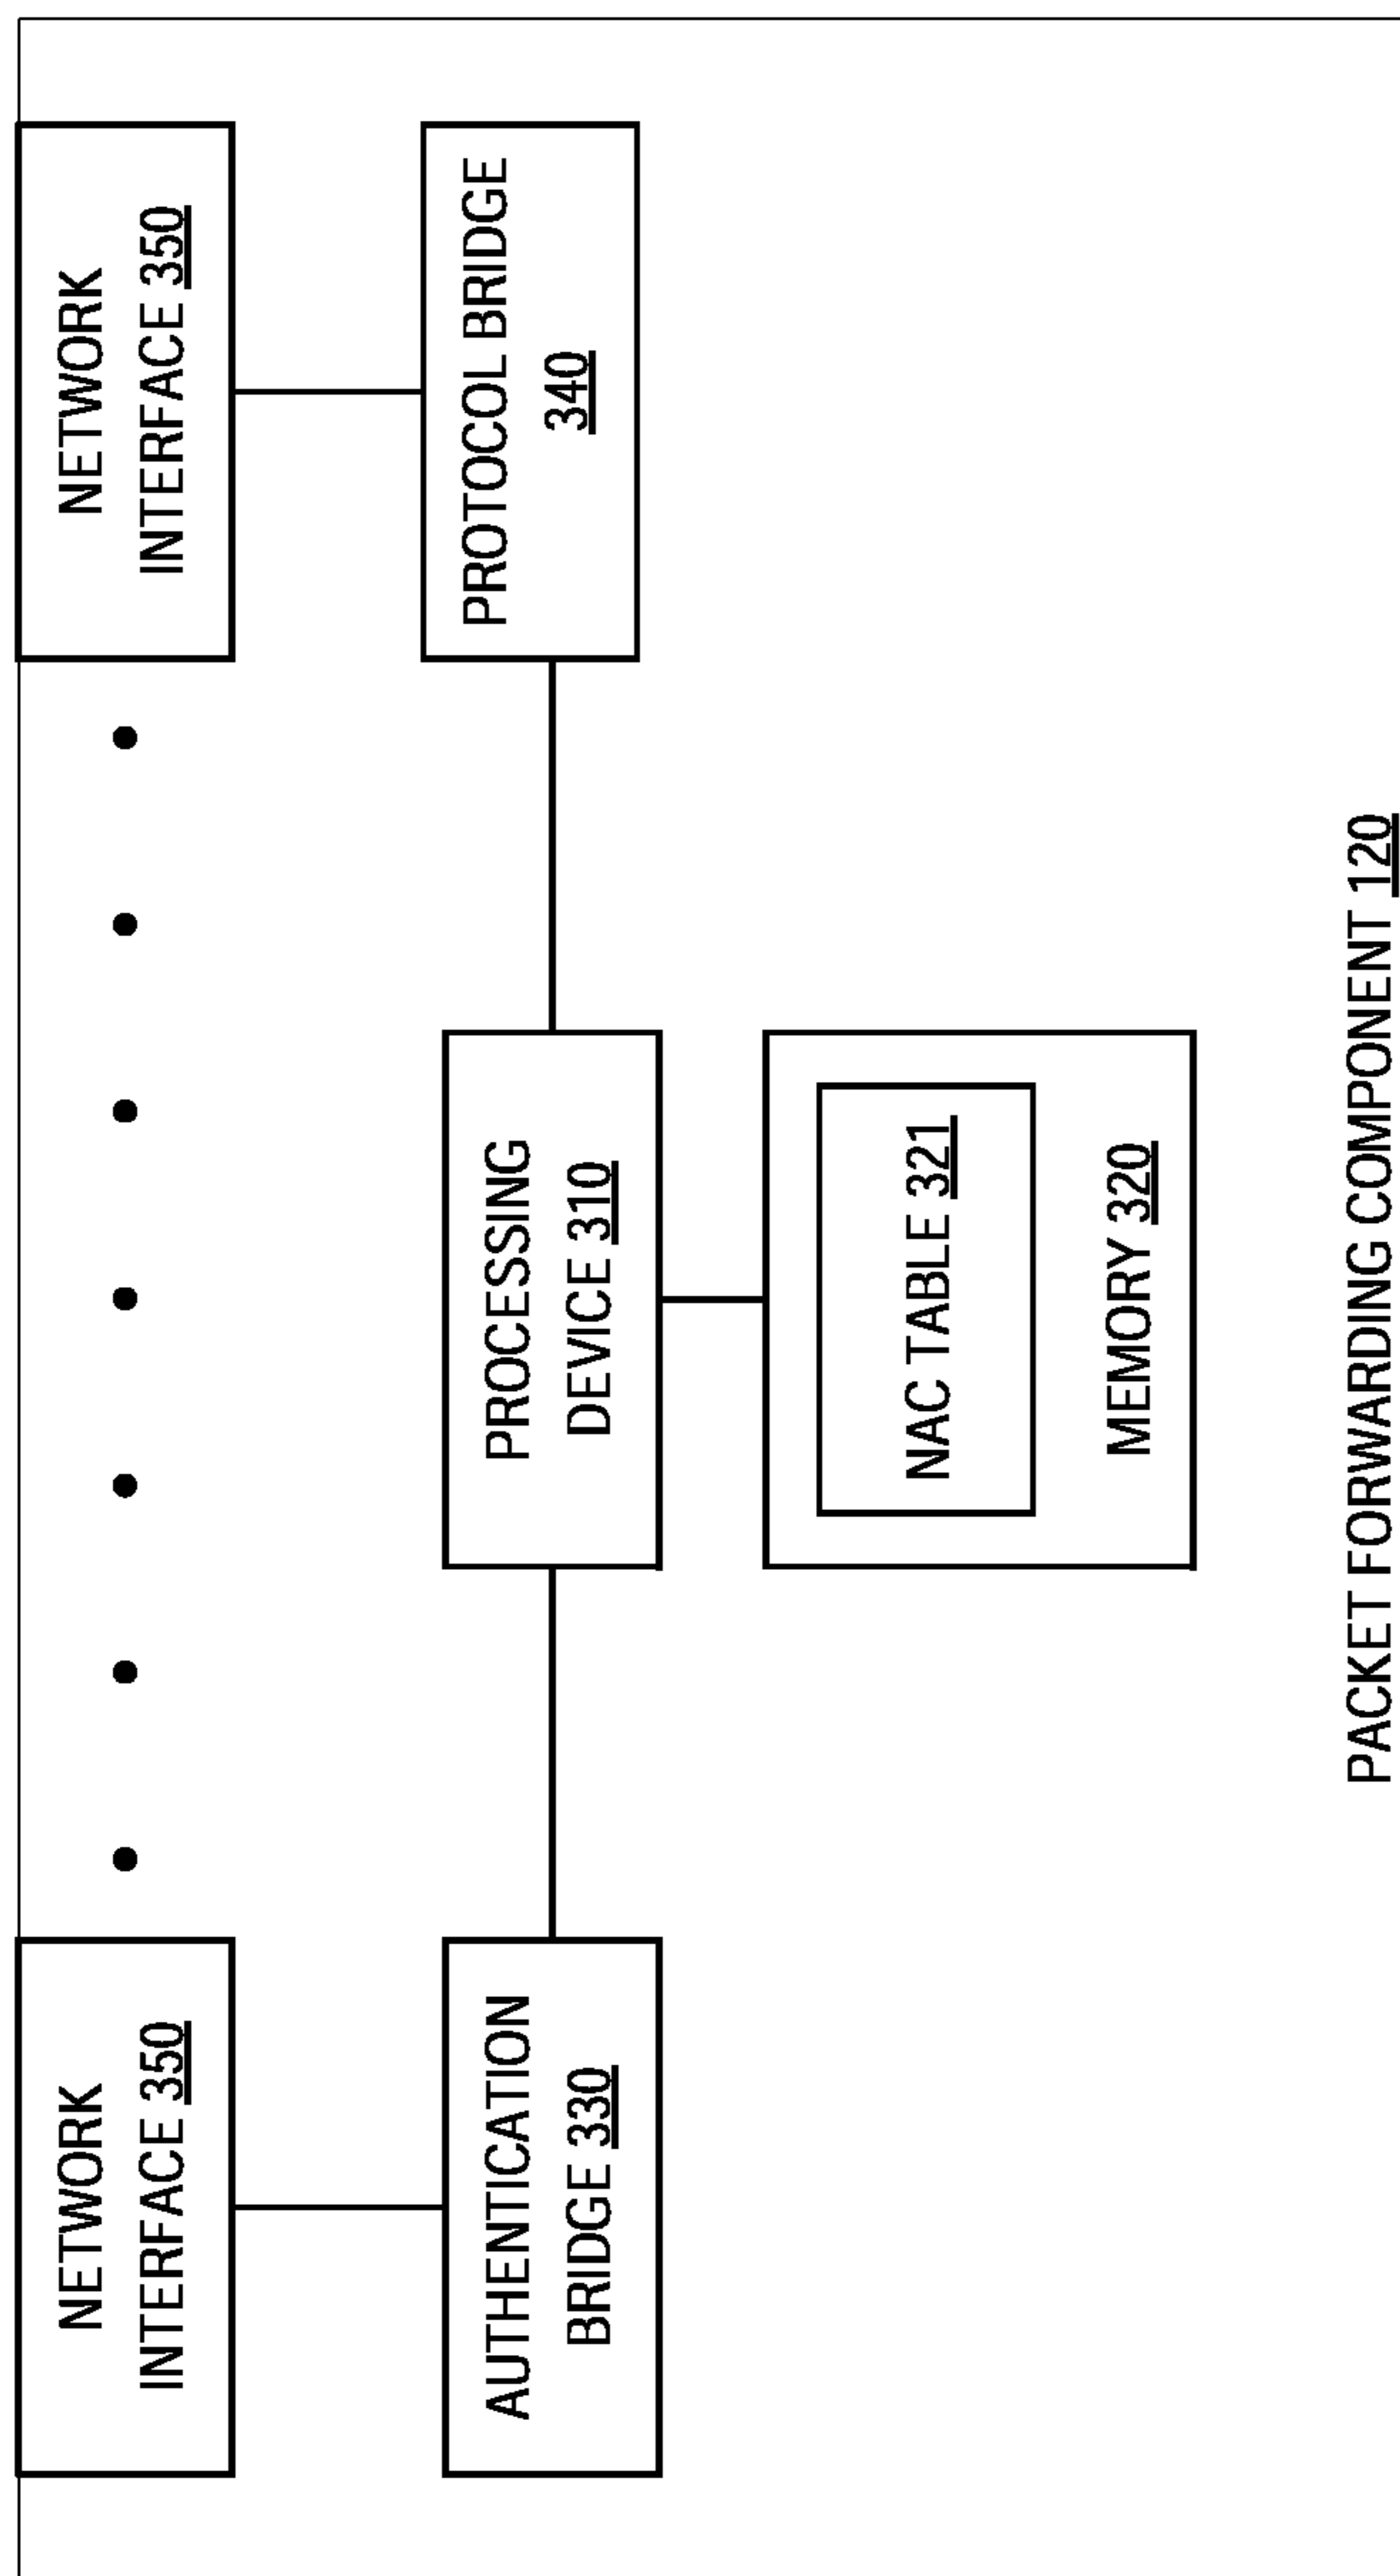 NETWORK
INTERFACE 350
NETWORK
INTERFACE 350
AUTHENTICATION
BRIDGE 330
PROCESSING
DEVICE 310
PROTOCOL BRIDGE
340
NAC TABLE 321
MEMORY 320
PACKET FORWARDING COMPONENT 120